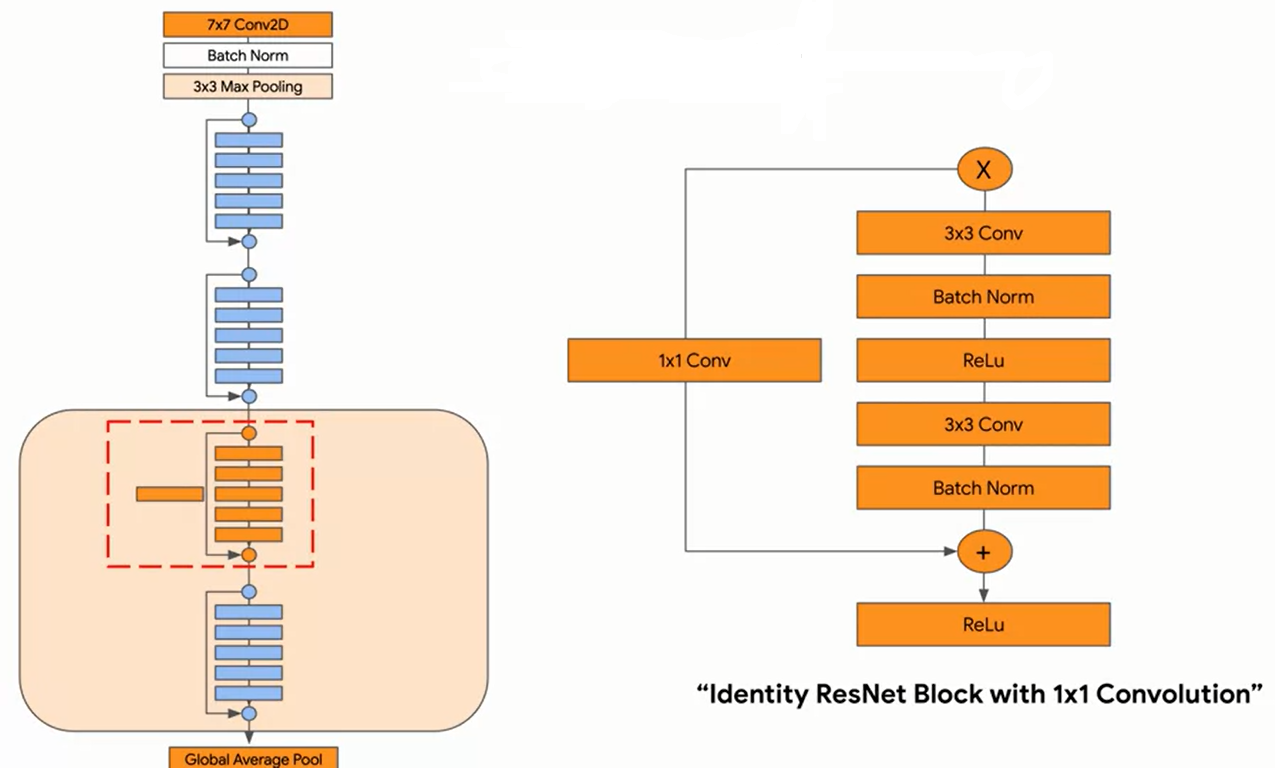 7x7 Conv2D
Batch Norm
3x3 Max Pooling
Global Average Pool
X
3x3 Conv
Batch Norm
ReLu
1x1 Conv
3x3 Conv
Batch Norm
+
ReLu
“Identity ResNet Block with 1x1 Convolution”